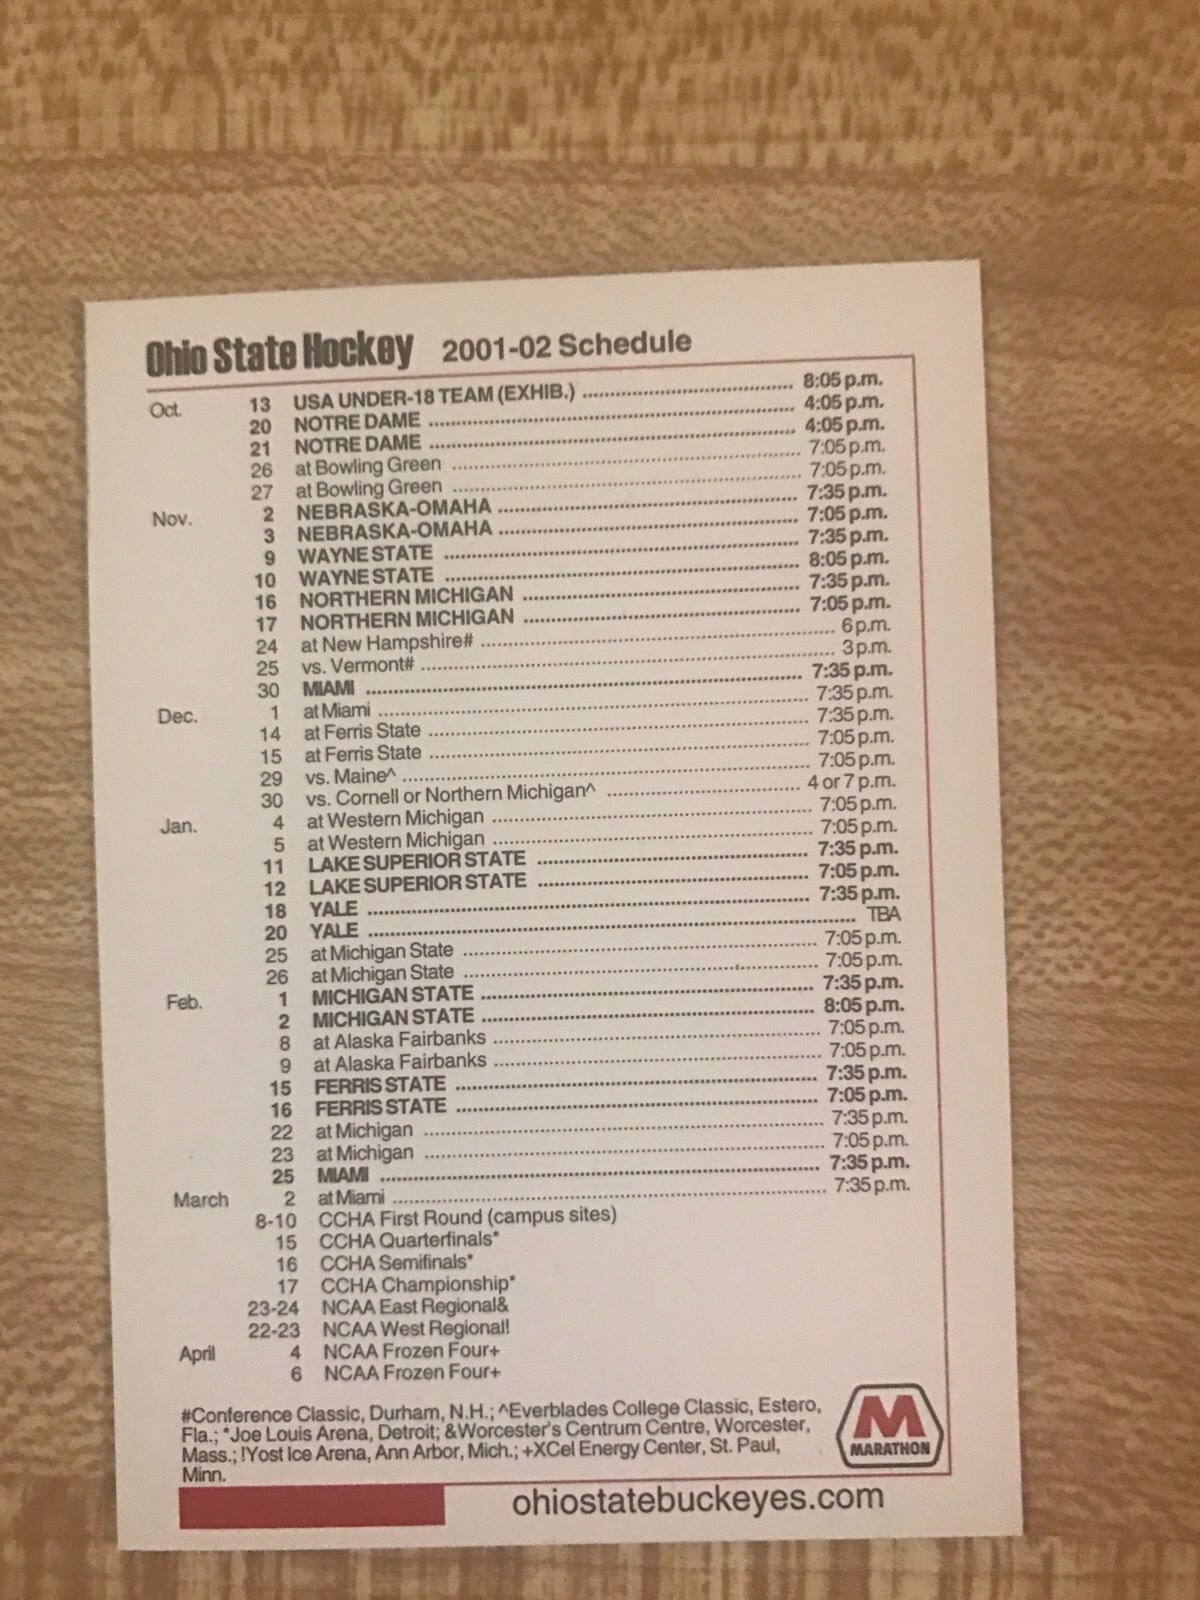 Ohio State Hockey 2001-02 Schedule
Oct. 13 USA UNDER-18 TEAM (EXHIB.) 8:05 p.m.
20 NOTRE DAME 4:05 p.m.
21 NOTRE DAME 4:05 p.m.
26 at Bowling Green 7:05 p.m.
27 at Bowling Green 7:05 p.m.
Nov. 2 NEBRASKA-OMAHA 7:35 p.m.
3 NEBRASKA-OMAHA 7:05 p.m.
9 WAYNE STATE 7:35 p.m.
10 WAYNE STATE 8:05 p.m.
16 NORTHERN MICHIGAN 7:35 p.m.
17 NORTHERN MICHIGAN 7:05 p.m.
24 at New Hampshire# 6 p.m.
25 vs. Vermont# 3 p.m.
30 MIAMI 7:35 p.m.
Dec. 1 at Miami 7:35 p.m.
14 at Ferris State 7:35 p.m.
15 at Ferris State 7:05 p.m.
29 vs. Maine^ 7:05 p.m.
30 vs. Cornell or Northern Michigan^ 4 or 7 p.m.
Jan. 4 at Western Michigan 7:05 p.m.
5 at Western Michigan 7:05 p.m.
11 LAKE SUPERIOR STATE 7:35 p.m.
12 LAKE SUPERIOR STATE 7:05 p.m.
18 YALE 7:35 p.m.
20 YALE TBA
25 at Michigan State 7:05 p.m.
26 at Michigan State 7:05 p.m.
Feb. 1 MICHIGAN STATE 7:35 p.m.
2 MICHIGAN STATE 8:05 p.m.
8 at Alaska Fairbanks 7:05 p.m.
9 at Alaska Fairbanks 7:05 p.m.
15 FERRIS STATE 7:35 p.m.
16 FERRIS STATE 7:05 p.m.
22 at Michigan 7:35 p.m.
23 at Michigan 7:05 p.m.
25 MIAMI 7:35 p.m.
March 2 at Miami 7:35 p.m.
8-10 CCHA First Round (campus sites)
15 CCHA Quarterfinals*
16 CCHA Semifinals*
17 CCHA Championship*
23-24 NCAA East Regional&
22-23 NCAA West Regional!
April 4 NCAA Frozen Four+
6 NCAA Frozen Four+
#Conference Classic, Durham, N.H.; ^Everblades College Classic, Estero,
Fla.; *Joe Louis Arena, Detroit; &Worcester's Centrum Centre, Worcester,
Mass.; !Yost Ice Arena, Ann Arbor, Mich.; +XCel Energy Center, St. Paul,
Minn.
M
MARATHON
ohiostatebuckeyes.com